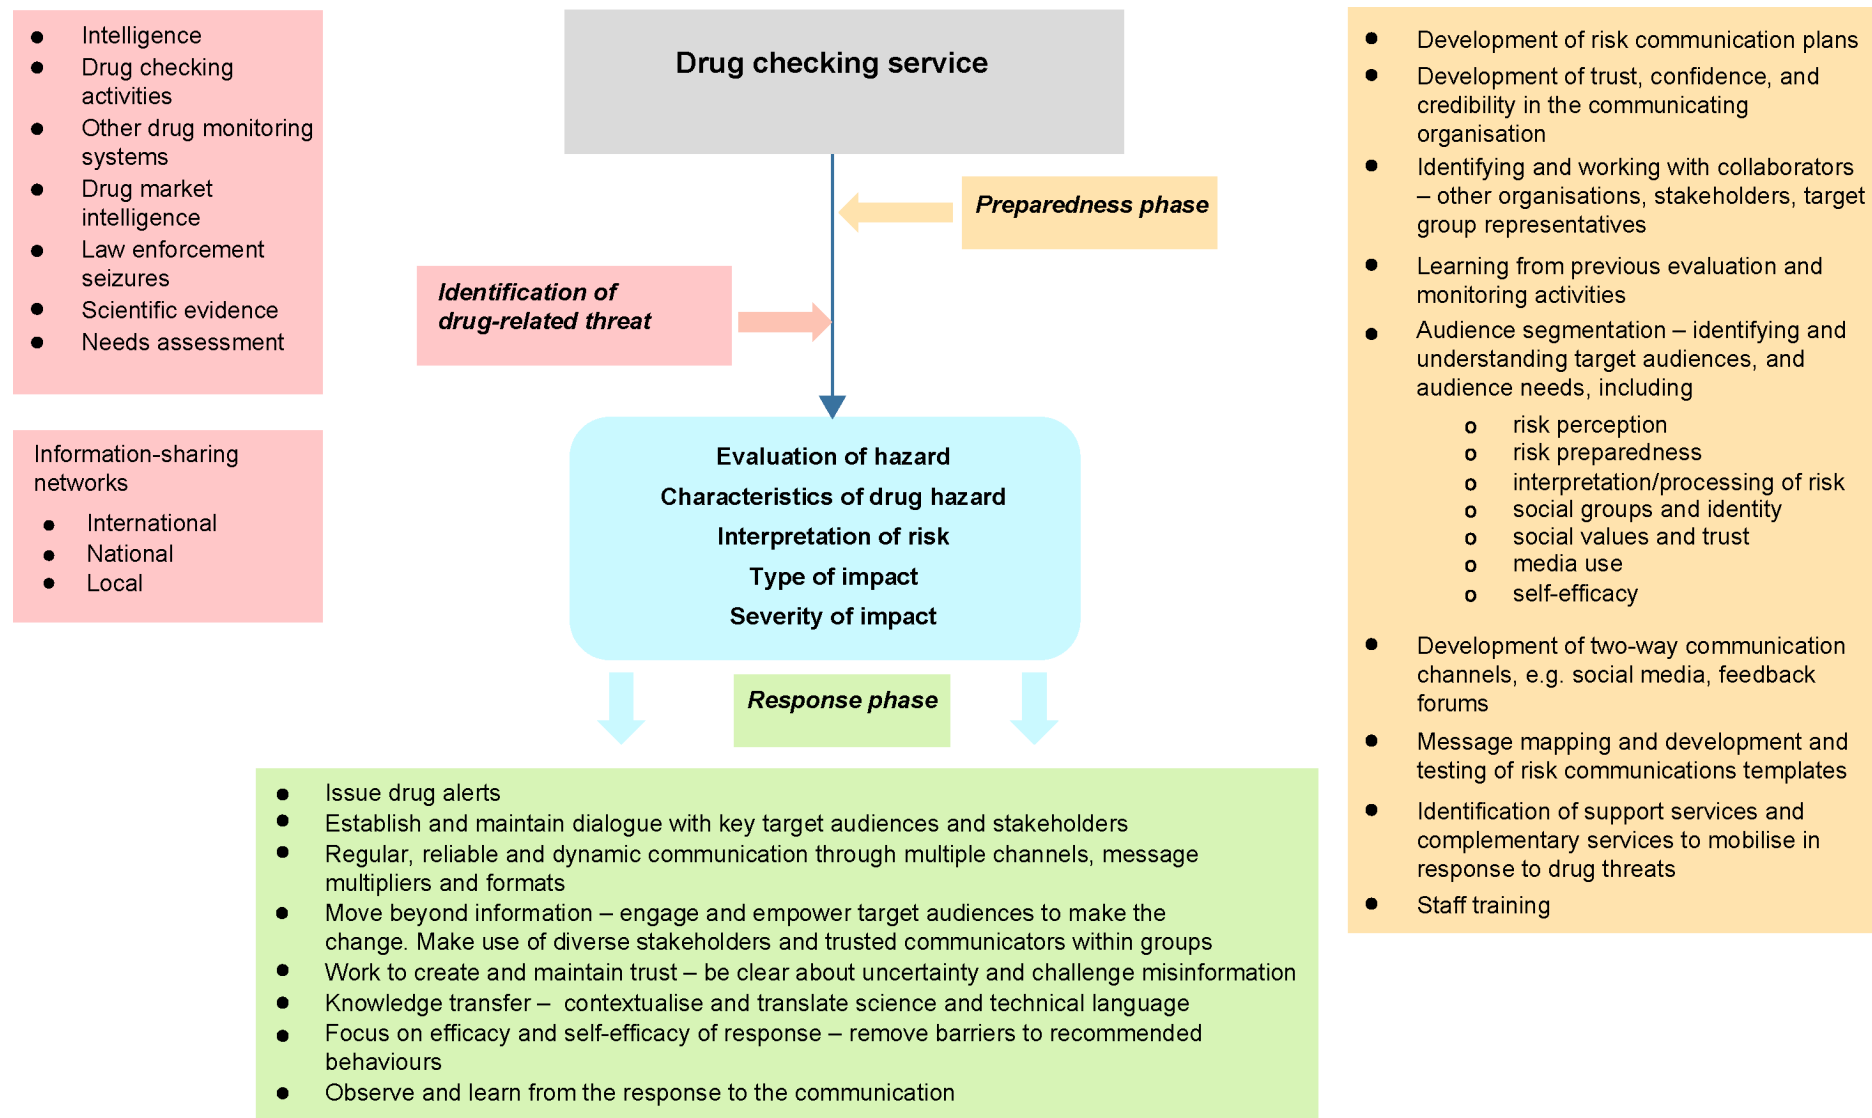 ● Intelligence
● Drug checking
activities
● Other drug monitoring
systems
● Drug market
intelligence
● Law enforcement
seizures
● Scientific evidence
● Needs assessment
Information-sharing
networks
● International
● National
● Local
Drug checking service
Preparedness phase
Identification of
drug-related threat
Evaluation of hazard
Characteristics of drug hazard
Interpretation of risk
Type of impact
Severity of impact
Response phase
● Issue drug alerts
● Establish and maintain dialogue with key target audiences and stakeholders
● Regular, reliable and dynamic communication through multiple channels, message
multipliers and formats
● Move beyond information – engage and empower target audiences to make the
change. Make use of diverse stakeholders and trusted communicators within groups
● Work to create and maintain trust – be clear about uncertainty and challenge misinformation
● Knowledge transfer – contextualise and translate science and technical language
● Focus on efficacy and self-efficacy of response – remove barriers to recommended
behaviours
● Observe and learn from the response to the communication
● Development of risk communication plans
● Development of trust, confidence, and
credibility in the communicating
organisation
● Identifying and working with collaborators
– other organisations, stakeholders, target
group representatives
● Learning from previous evaluation and
monitoring activities
● Audience segmentation – identifying and
understanding target audiences, and
audience needs, including
o risk perception
o risk preparedness
o interpretation/processing of risk
o social groups and identity
o social values and trust
o media use
o self-efficacy
● Development of two-way communication
channels, e.g. social media, feedback
forums
● Message mapping and development and
testing of risk communications templates
● Identification of support services and
complementary services to mobilise in
response to drug threats
● Staff training